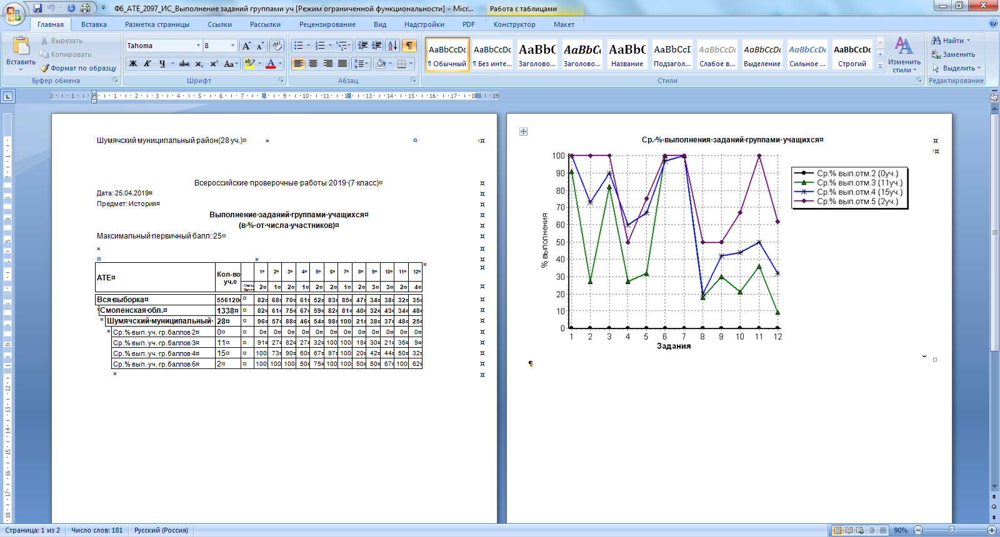 Ф6_АТЕ_2097_ИС_Выполнение заданий группами уч [Режим ограниченной функциональности] - Micr...
Работа с таблицами
Главная Вставка Разметка страницы Ссылки Рассылки Рецензирование Вид Надстройки PDF Конструктор Макет
Вставить
Вырезать
Копировать
Формат по образцу
Буфер обмена
Tahoma 8
Ж К Ч abc x₂ x² Aa
Шрифт
Абзац
AaBbCcDc AaBbCcDc AaBbC AaBbCc AaBbC AaBbCcI AaBbCcDc AaBbCcDc AaBbCcDc AaBbCcDc
¶ Обычный ¶ Без инте... Заголово... Заголово... Название Подзагол... Слабое в... Выделение Сильное ... Строгий
Изменить стили
Стили
Найти
Заменить
Выделить
Редактирование
Шумячский муниципальный район(28 уч.)
Всероссийские проверочные работы 2019 (7 класс)
Дата: 25.04.2019
Предмет: История
Выполнение заданий группами учащихся
(в % от числа участников)
Максимальный первичный балл: 25
АТЕ Кол-во уч. 1 2 3 4 5 6 7 8 9 10 11 12
Макс балл 2 1 2 1 2 2 1 2 3 3 2 4
Вся выборка 556120 82 68 70 61 52 83 85 47 34 38 32 35
Смоленская обл. 1338 82 61 75 67 59 82 81 40 32 43 34 48
Шумячский муниципальный 28 96 57 88 46 54 98 100 21 38 37 48 25
Ср.% вып. уч. гр.баллов 2 0 0 0 0 0 0 0 0 0 0 0 0 0
Ср.% вып. уч. гр.баллов 3 11 91 27 82 27 32 100 100 18 30 21 36 9
Ср.% вып. уч. гр.баллов 4 15 100 73 90 60 67 97 100 20 42 44 50 32
Ср.% вып. уч. гр.баллов 5 2 100 100 100 50 75 100 100 50 50 67 100 62
Ср. % выполнения заданий группами учащихся
% выполнения
100
90
80
70
60
50
40
30
20
10
0
1 2 3 4 5 6 7 8 9 10 11 12
Задания
Ср.% вып.отм.2 (0уч.)
Ср.% вып.отм.3 (11уч.)
Ср.% вып.отм.4 (15уч.)
Ср.% вып.отм.5 (2уч.)
Страница: 1 из 2 Число слов: 181 Русский (Россия) 90%